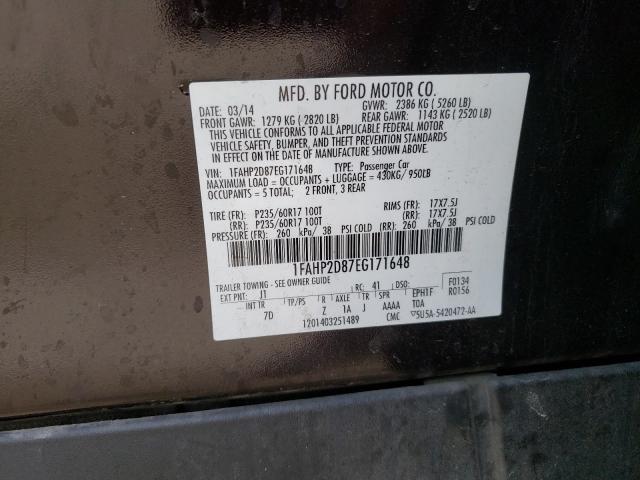 MFD. BY FORD MOTOR CO.
DATE: 03/14 GVWR: 2386 KG ( 5260 LB)
FRONT GAWR: 1279 KG ( 2820 LB) REAR GAWR: 1143 KG ( 2520 LB)
THIS VEHICLE CONFORMS TO ALL APPLICABLE FEDERAL MOTOR
VEHICLE SAFETY, BUMPER, AND THEFT PREVENTION STANDARDS
IN EFFECT ON THE DATE OF MANUFACTURE SHOWN ABOVE.
VIN: 1FAHP2D87EG171648 TYPE: Passenger Car
MAXIMUM LOAD = OCCUPANTS + LUGGAGE = 430KG/ 950LB
OCCUPANTS = 5 TOTAL; 2 FRONT, 3 REAR
TIRE (FR): P235/60R17 100T RIMS (FR): 17X7.5J
(RR): P235/60R17 100T (RR): 17X7.5J
PRESSURE (FR): 260 kPa/ 38 PSI COLD (RR): 260 kPa/ 38 PSI COLD
1FAHP2D87EG171648
TRAILER TOWING - SEE OWNER GUIDE
EXT PNT: J1 RC: 41 DSO: F0134
INT TR TP/PS R AXLE TR SPR EPH1F R0156
7D Z 1A J AAAA TOA
1201403251489 CMC 5U5A-5420472-AA